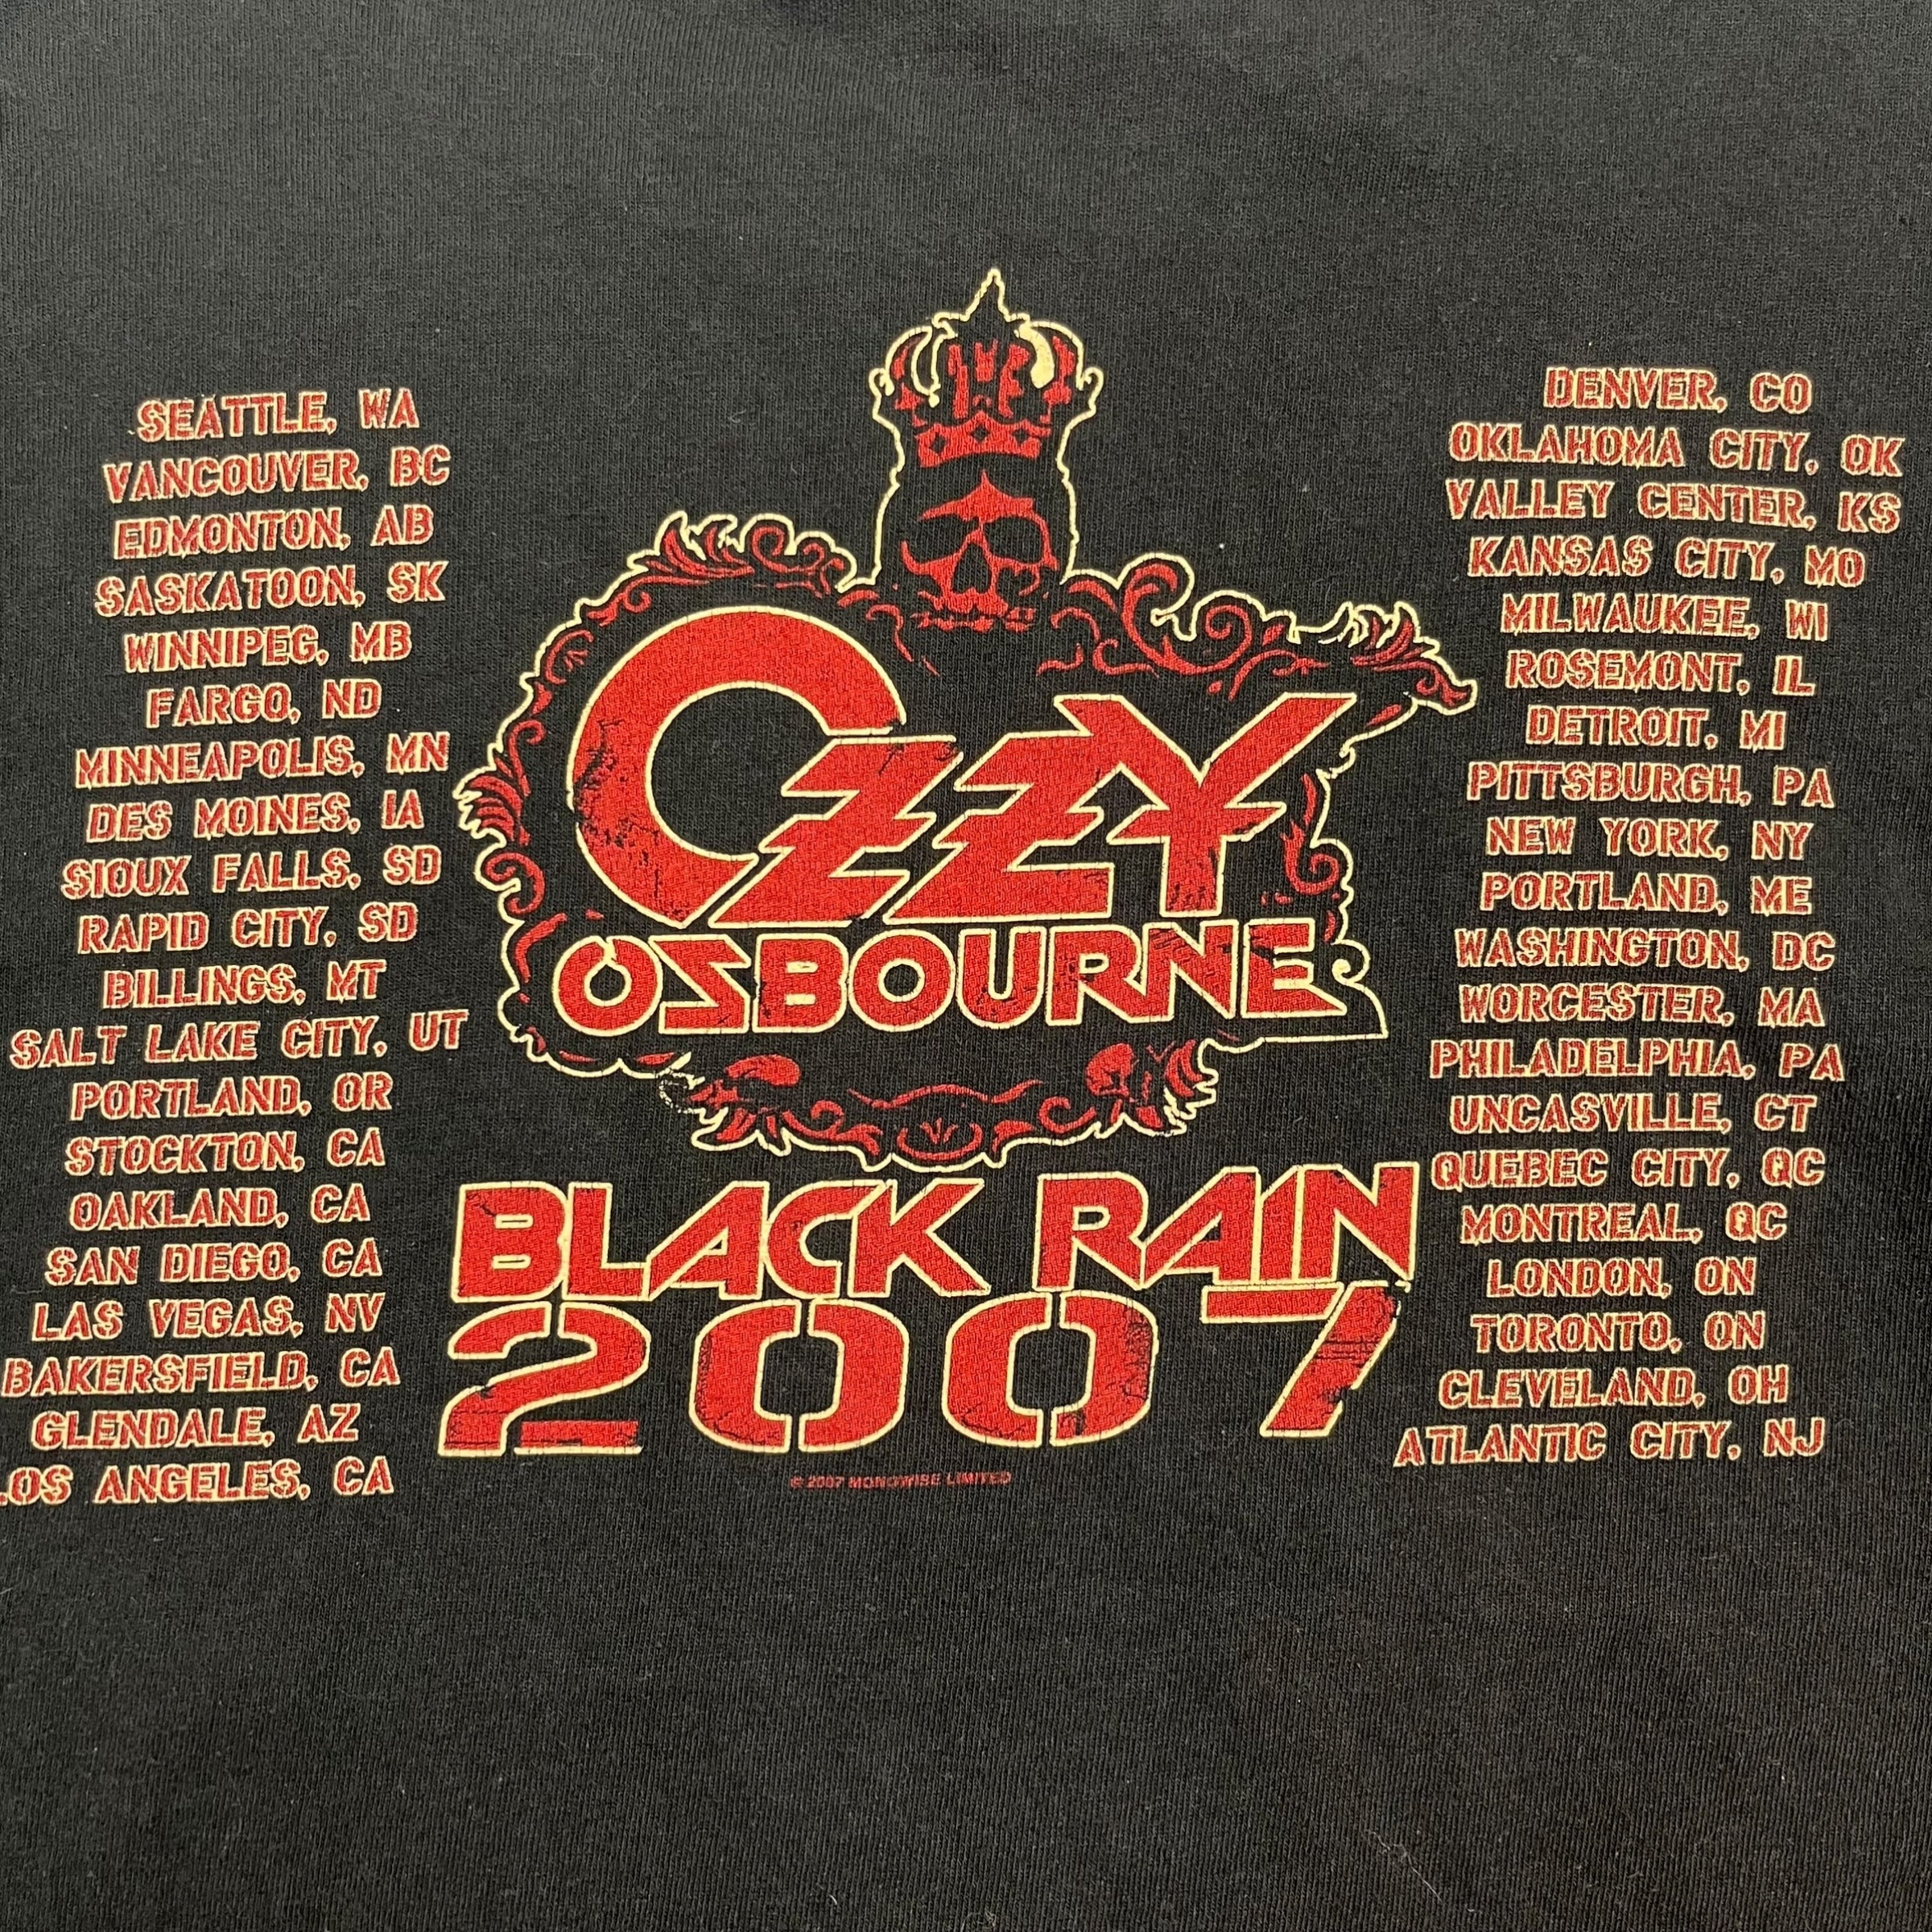 SEATTLE, WA
VANCOUVER, BC
EDMONTON, AB
SASKATOON, SK
WINNIPEG, MB
FARGO, ND
MINNEAPOLIS, MN
DES MOINES, IA
SIOUX FALLS, SD
RAPID CITY, SD
BILLINGS, MT
SALT LAKE CITY, UT
PORTLAND, OR
STOCKTON, CA
OAKLAND, CA
SAN DIEGO, CA
LAS VEGAS, NV
BAKERSFIELD, CA
GLENDALE, AZ
LOS ANGELES, CA
OZZY
OSBOURNE
BLACK RAIN
2007
© 2007 MONOWISE LIMITED
DENVER, CO
OKLAHOMA CITY, OK
VALLEY CENTER, KS
KANSAS CITY, MO
MILWAUKEE, WI
ROSEMONT, IL
DETROIT, MI
PITTSBURGH, PA
NEW YORK, NY
PORTLAND, ME
WASHINGTON, DC
WORCESTER, MA
PHILADELPHIA, PA
UNCASVILLE, CT
QUEBEC CITY, QC
MONTREAL, QC
LONDON, ON
TORONTO, ON
CLEVELAND, OH
ATLANTIC CITY, NJ